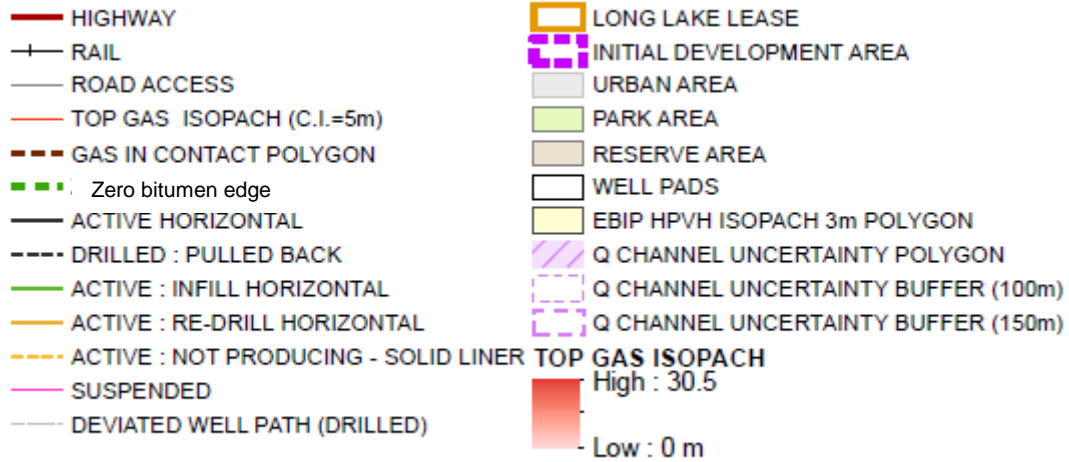 HIGHWAY
RAIL
ROAD ACCESS
TOP GAS ISOPACH (C.I.=5m)
GAS IN CONTACT POLYGON
Zero bitumen edge
ACTIVE HORIZONTAL
DRILLED : PULLED BACK
ACTIVE : INFILL HORIZONTAL
ACTIVE : RE-DRILL HORIZONTAL
ACTIVE : NOT PRODUCING - SOLID LINER
SUSPENDED
DEVIATED WELL PATH (DRILLED)
LONG LAKE LEASE
INITIAL DEVELOPMENT AREA
URBAN AREA
PARK AREA
RESERVE AREA
WELL PADS
EBIP HPVH ISOPACH 3m POLYGON
Q CHANNEL UNCERTAINTY POLYGON
Q CHANNEL UNCERTAINTY BUFFER (100m)
Q CHANNEL UNCERTAINTY BUFFER (150m)
TOP GAS ISOPACH
High : 30.5
Low : 0 m